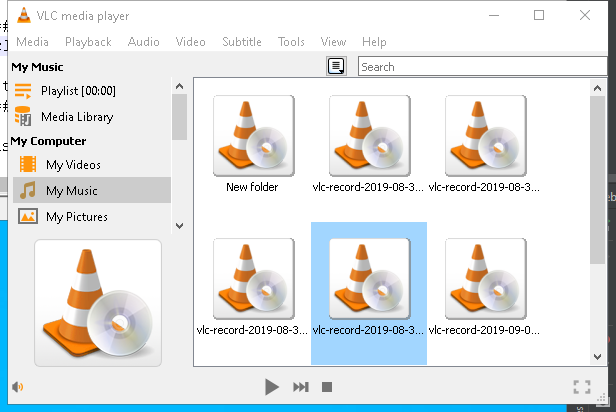 VLC media player
Media Playback Audio Video Subtitle Tools View Help
My Music
Search
Playlist [00:00]
Media Library
My Computer
My Videos
My Music
My Pictures
New folder
vlc-record-2019-08-3...
vlc-record-2019-08-3...
vlc-record-2019-08-3...
vlc-record-2019-08-3...
vlc-record-2019-09-0...